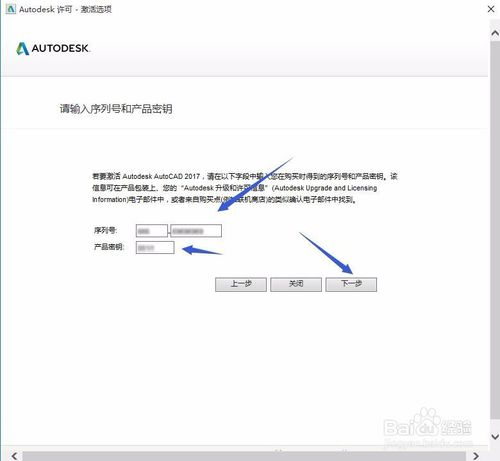 Autodesk 许可 - 激活选项
AUTODESK.
请输入序列号和产品密钥
若要激活 Autodesk AutoCAD 2017，请在以下字段中输入您在购买时得到的序列号和产品密钥。该
信息可在产品包装上、您的“Autodesk 升级和许可信息”(Autodesk Upgrade and Licensing
Information)电子邮件中，或者来自购买点(例如联机商店)的类似确认电子邮件中找到。
序列号:
产品密钥:
上一步 关闭 下一步
Baidu 经验
jingyan.baidu.com